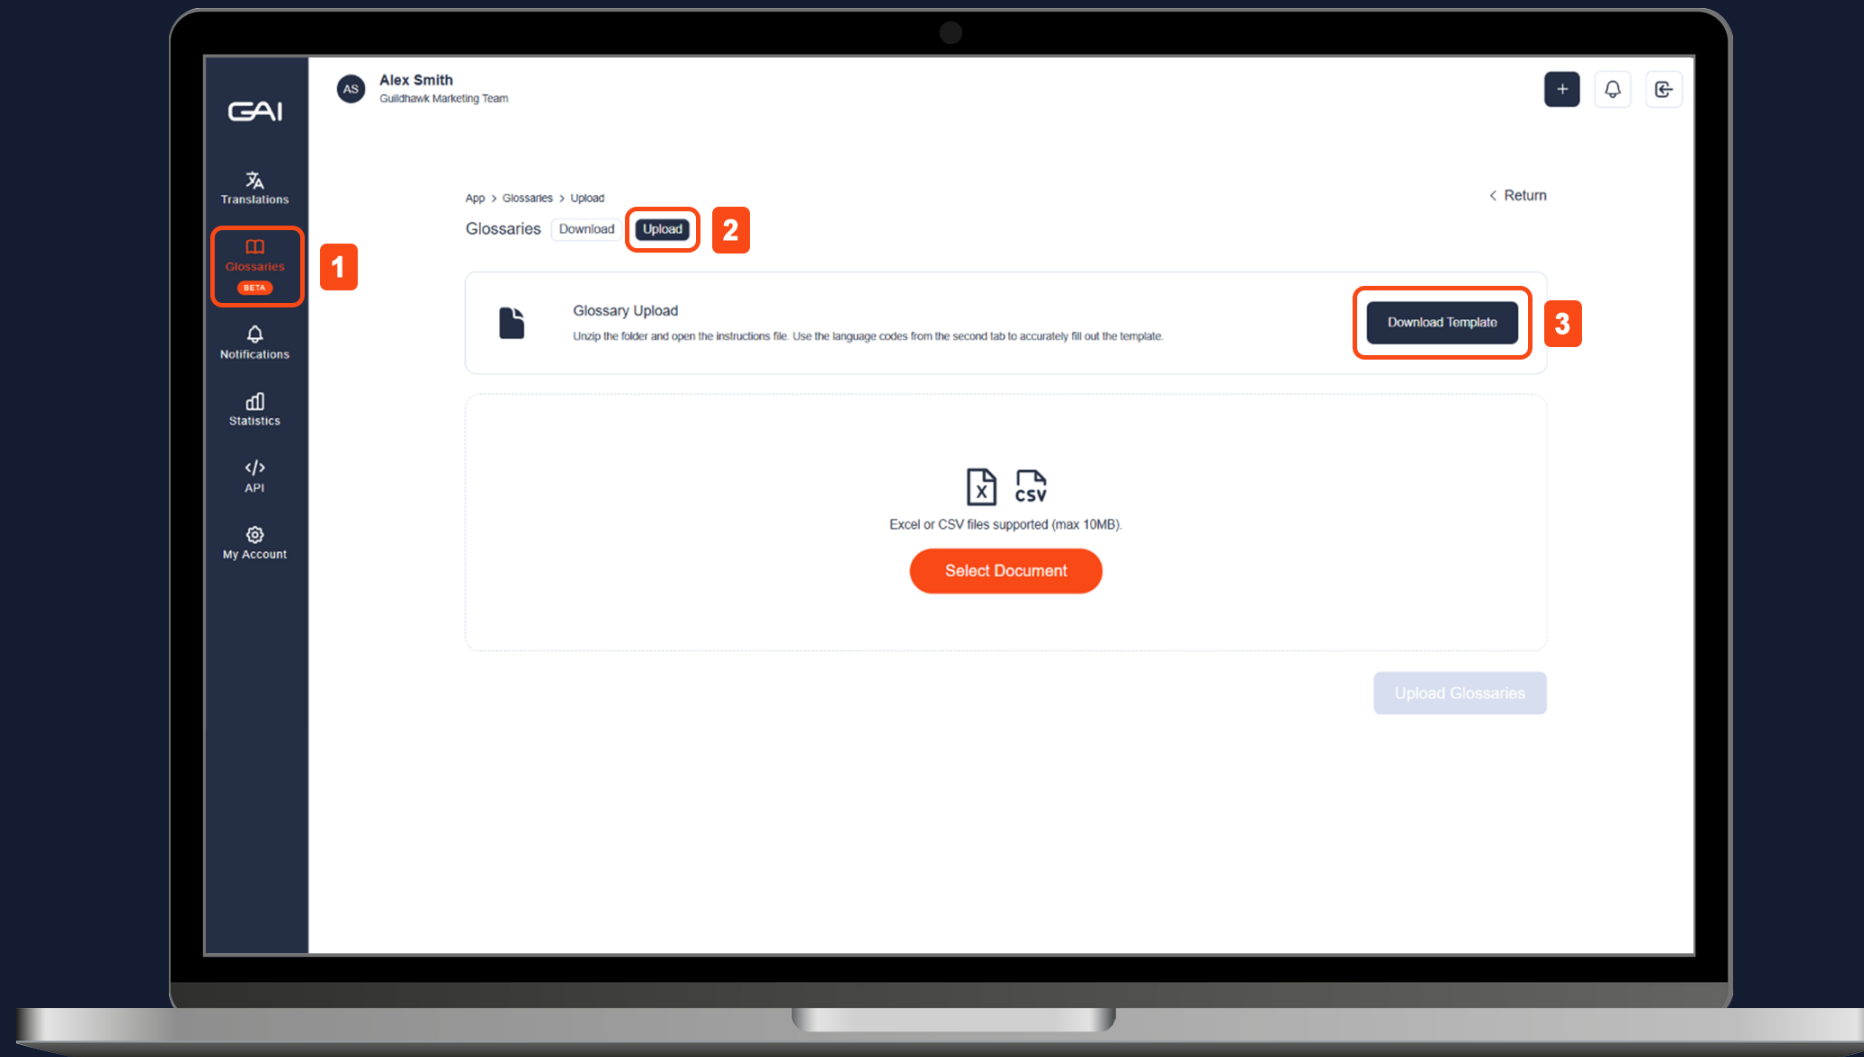 GAI
Translations
Glossaries
BETA
1
Notifications
Statistics
</>
API
My Account
AS
Alex Smith
Guildhawk Marketing Team
+
App > Glossaries > Upload
< Return
Glossaries
Download
Upload
2
Glossary Upload
Unzip the folder and open the instructions file. Use the language codes from the second tab to accurately fill out the template.
Download Template
3
X
CSV
Excel or CSV files supported (max 10MB).
Select Document
Upload Glossaries